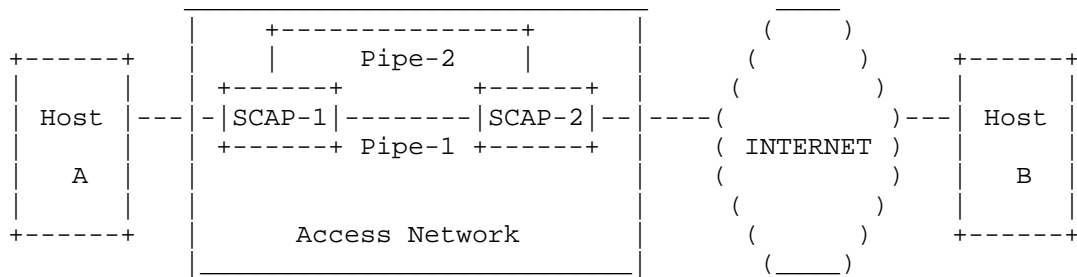 Pipe-2
Host SCAP-1 SCAP-2 Host
Pipe-1 INTERNET
A B
Access Network